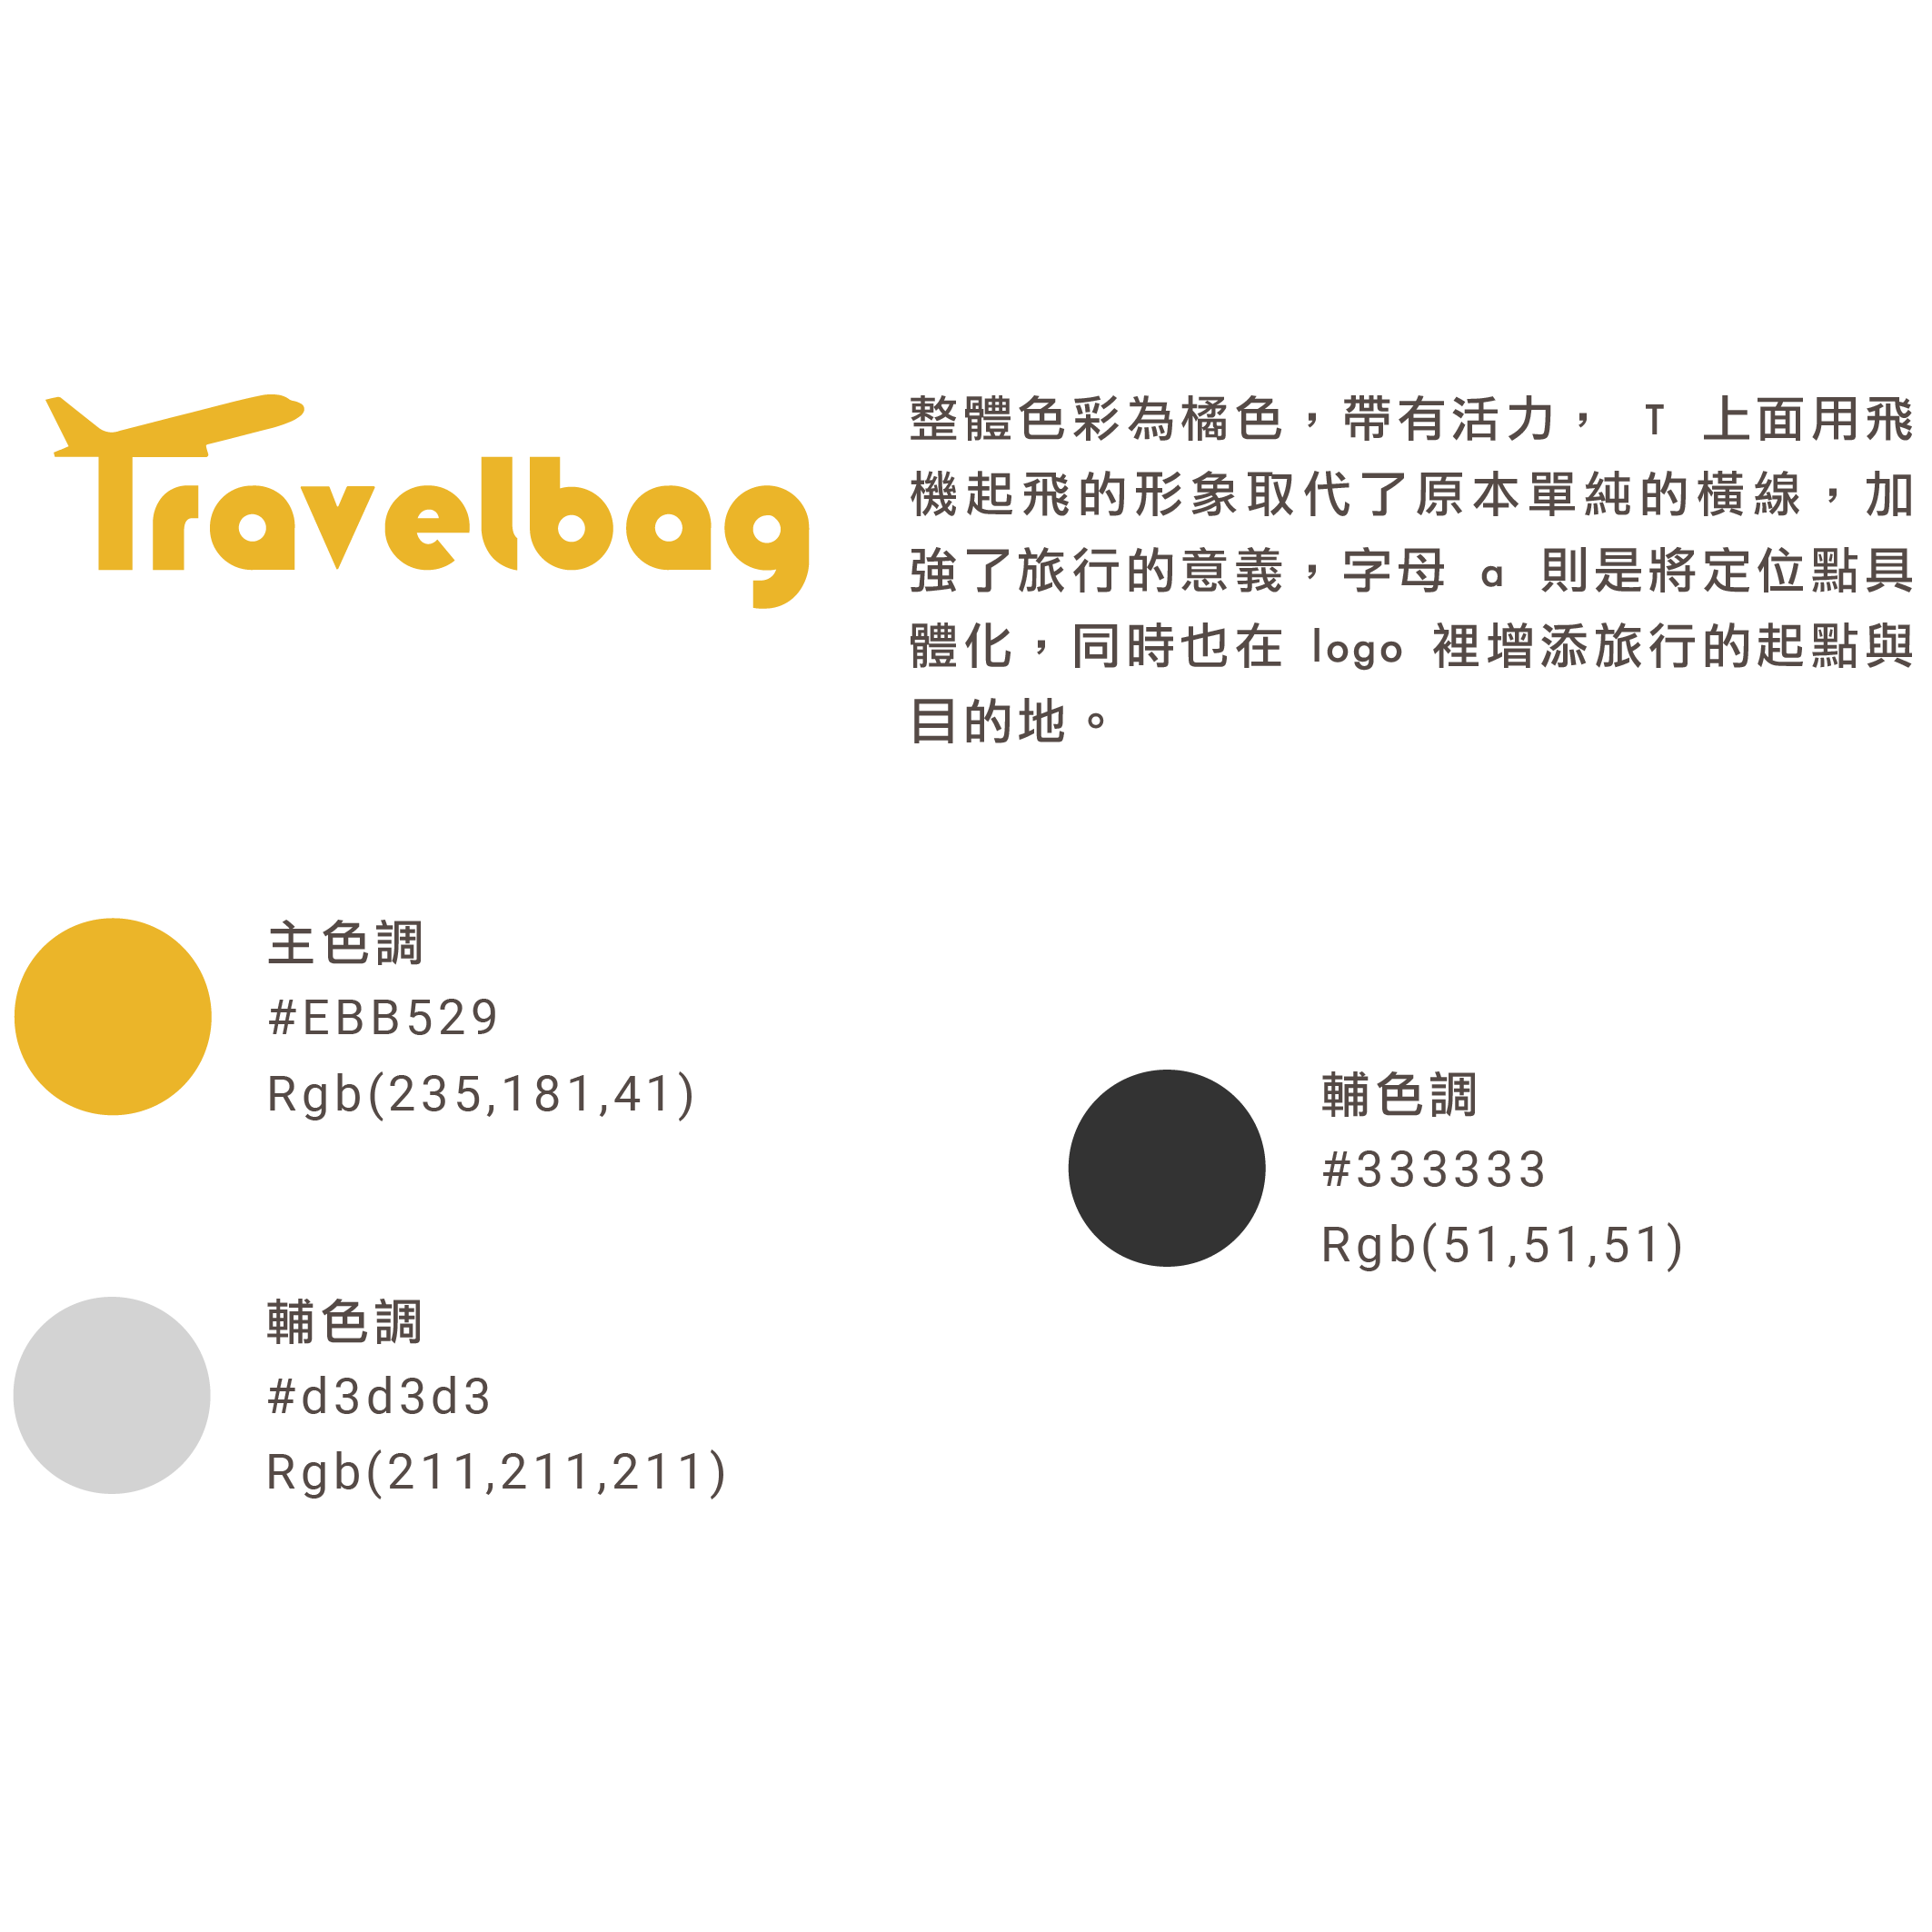 Travelbag
整體色彩為橘色，帶有活力， T 上面用飛
機起飛的形象取代了原本單純的橫線，加
強了旅行的意義，字母 a 則是將定位點具
體化，同時也在 logo 裡增添旅行的起點與
目的地。
主色調
#EBB529
Rgb(235,181,41)
輔色調
#333333
Rgb(51,51,51)
輔色調
#d3d3d3
Rgb(211,211,211)